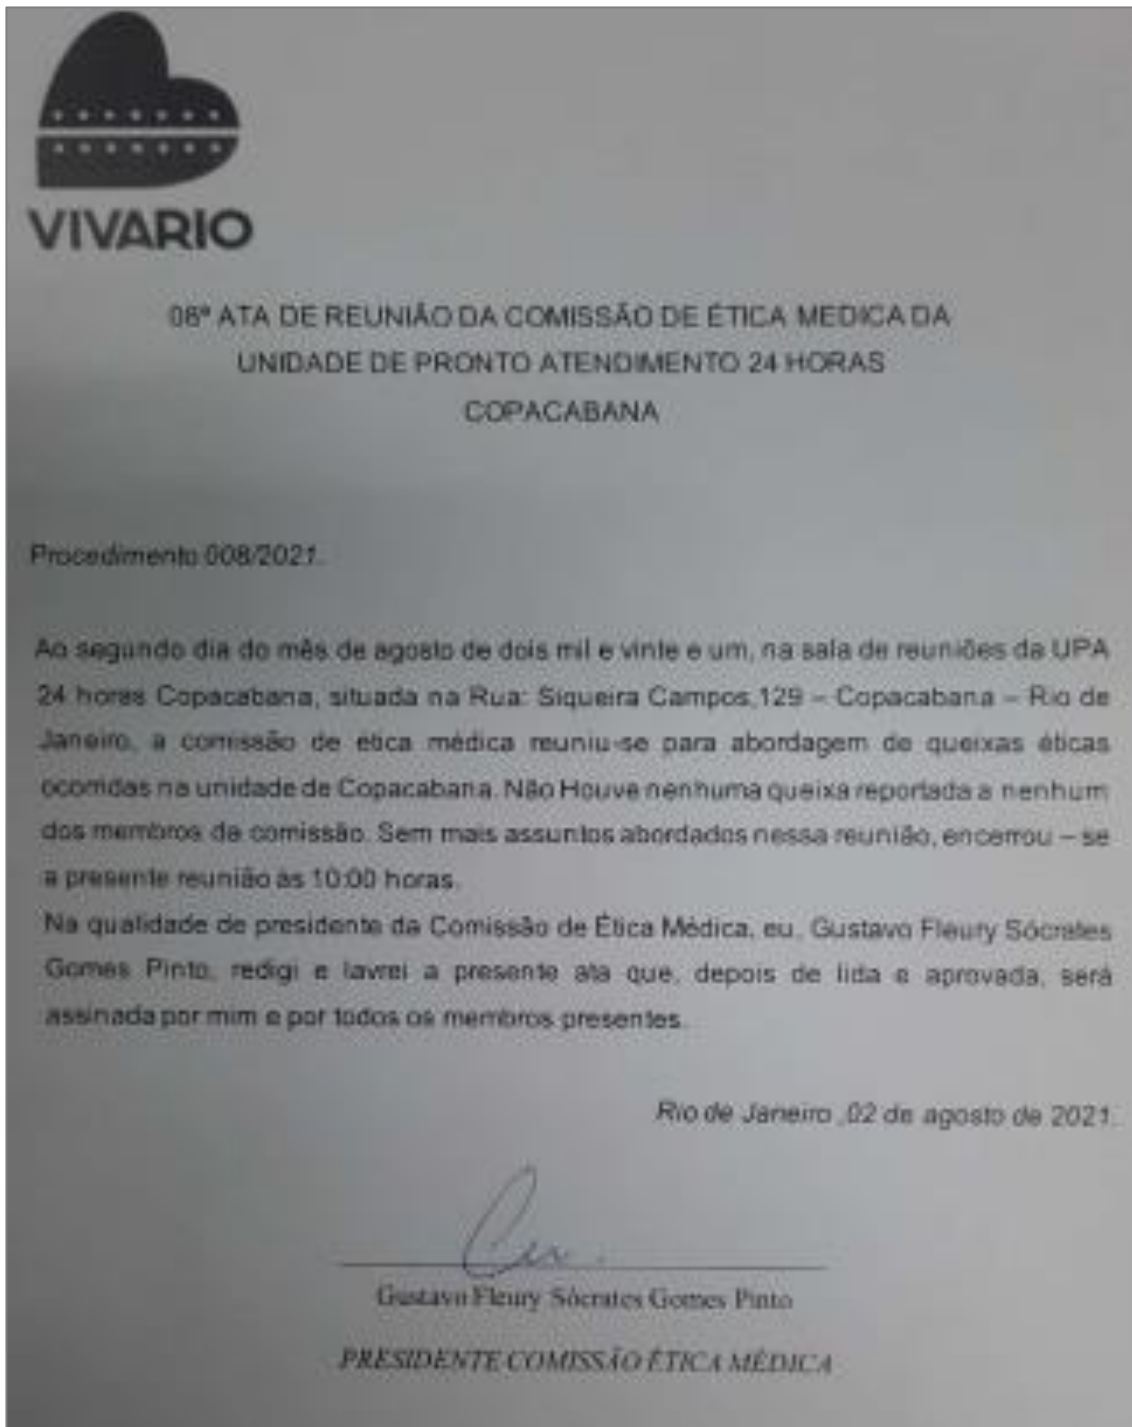 VIVARIO
08ª ATA DE REUNIÃO DA COMISSÃO DE ÉTICA MEDICA DA
UNIDADE DE PRONTO ATENDIMENTO 24 HORAS
COPACABANA
Procedimento 008/2021.
Ao segundo dia do mês de agosto de dois mil e vinte e um, na sala de reuniões da UPA
24 horas Copacabana, situada na Rua: Siqueira Campos,129 – Copacabana – Rio de
Janeiro, a comissão de ética médica reuniu-se para abordagem de queixas éticas
ocorridas na unidade de Copacabana. Não Houve nenhuma queixa reportada a nenhum
dos membros da comissão. Sem mais assuntos abordados nessa reunião, encerrou – se
a presente reunião às 10:00 horas.
Na qualidade de presidente da Comissão de Ética Médica, eu, Gustavo Fleury Sócrates
Gomes Pinto, redigi e lavrei a presente ata que, depois de lida e aprovada, será
assinada por mim e por todos os membros presentes.
Rio de Janeiro ,02 de agosto de 2021.
Gustavo Fleury Sócrates Gomes Pinto
PRESIDENTE COMISSÃO ÉTICA MÉDICA